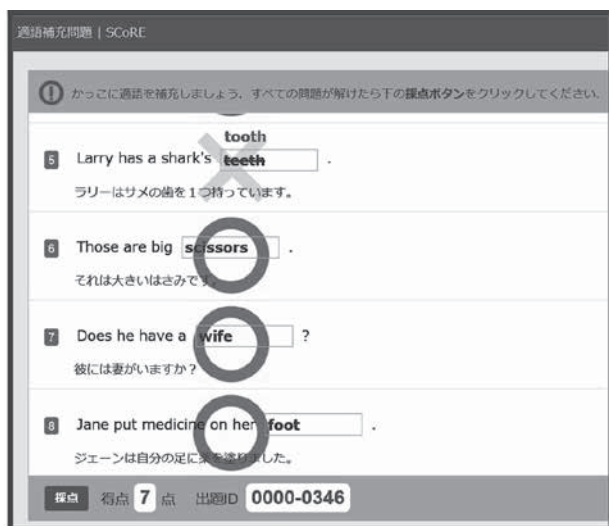 適語補充問題 | SCoRE
かっこに適語を補充しましょう。すべての問題が解けたら下の採点ボタンをクリックしてください.
tooth
5 Larry has a shark's teeth .
ラリーはサメの歯を1つ持っています。
6 Those are big scissors .
それは大きいはさみです。
7 Does he have a wife ?
彼には妻がいますか?
8 Jane put medicine on her foot .
ジェーンは自分の足に薬を塗りました。
採点 得点 7 点 出題ID 0000-0346